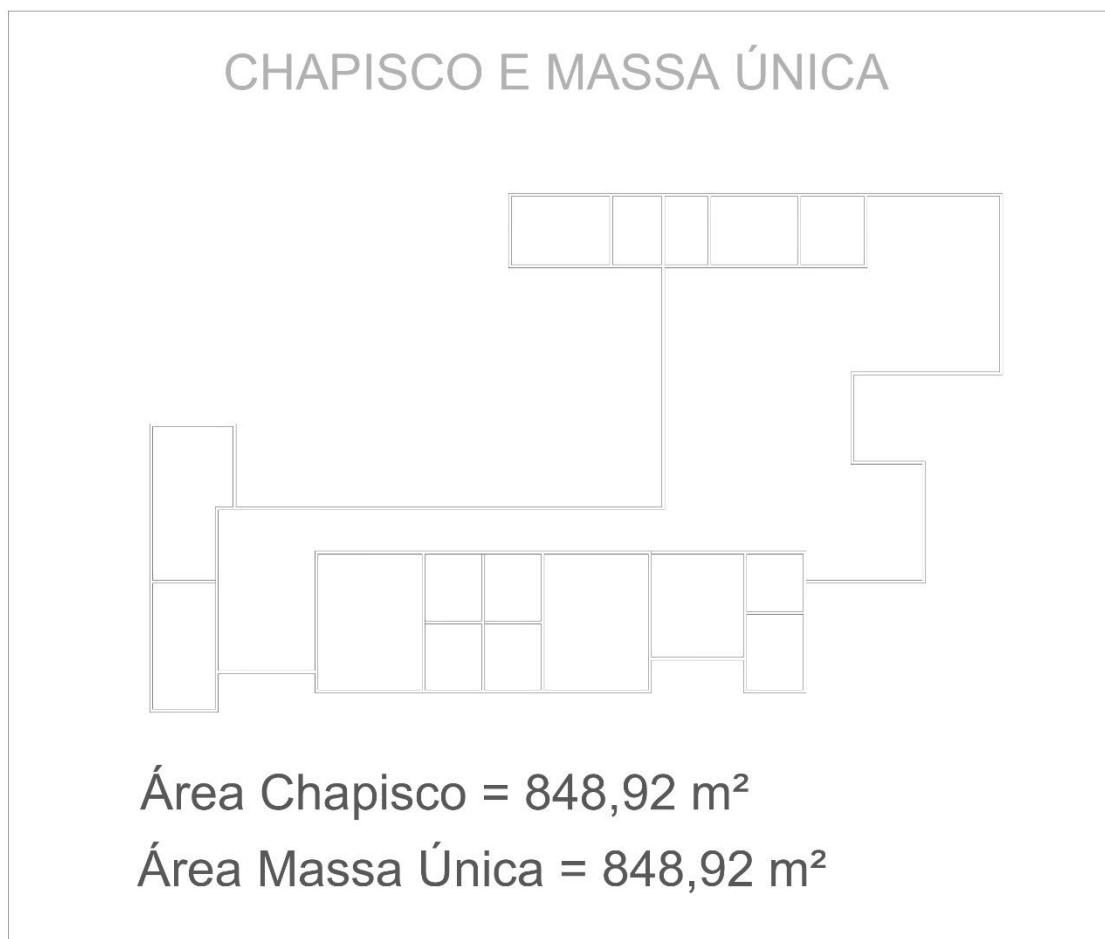 CHAPISCO E MASSA ÚNICA
Área Chapisco = 848,92 m²
Área Massa Única = 848,92 m²